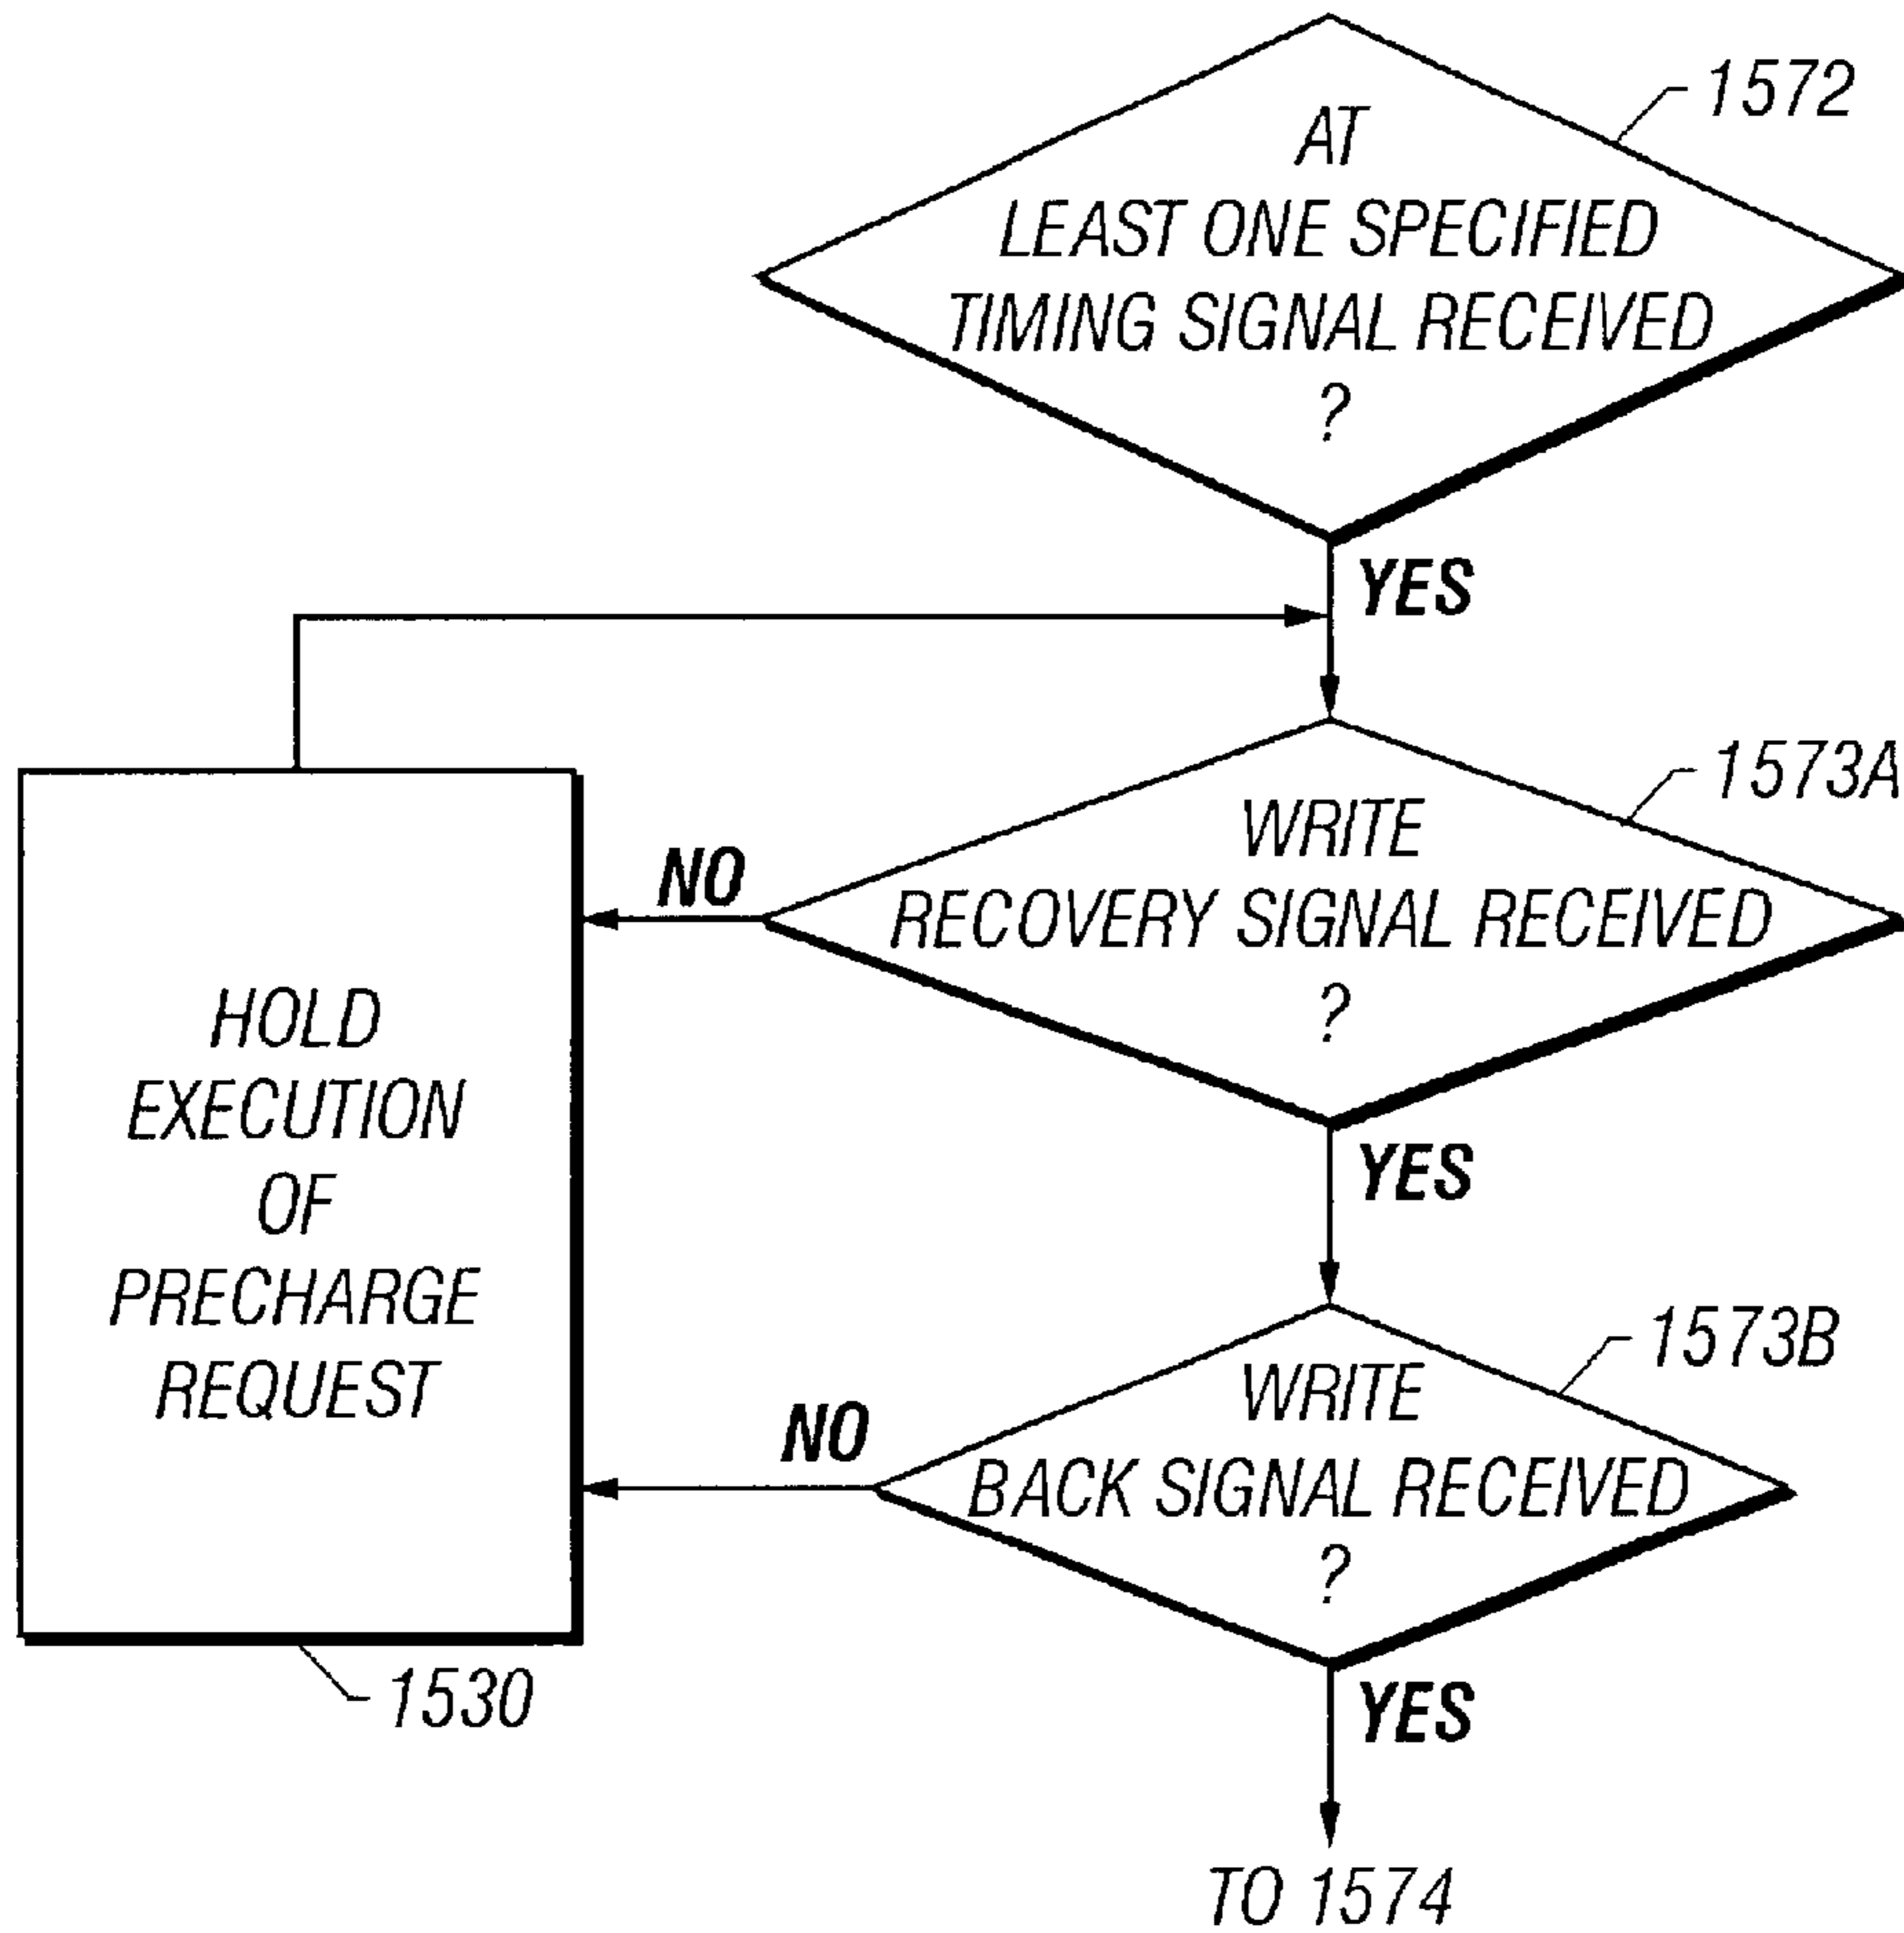 1572
AT
LEAST ONE SPECIFIED
TIMING SIGNAL RECEIVED
?
YES
1573A
WRITE
RECOVERY SIGNAL RECEIVED
?
NO
YES
HOLD
EXECUTION
OF
PRECHARGE
REQUEST
1530
1573B
WRITE
BACK SIGNAL RECEIVED
?
NO
YES
TO 1574